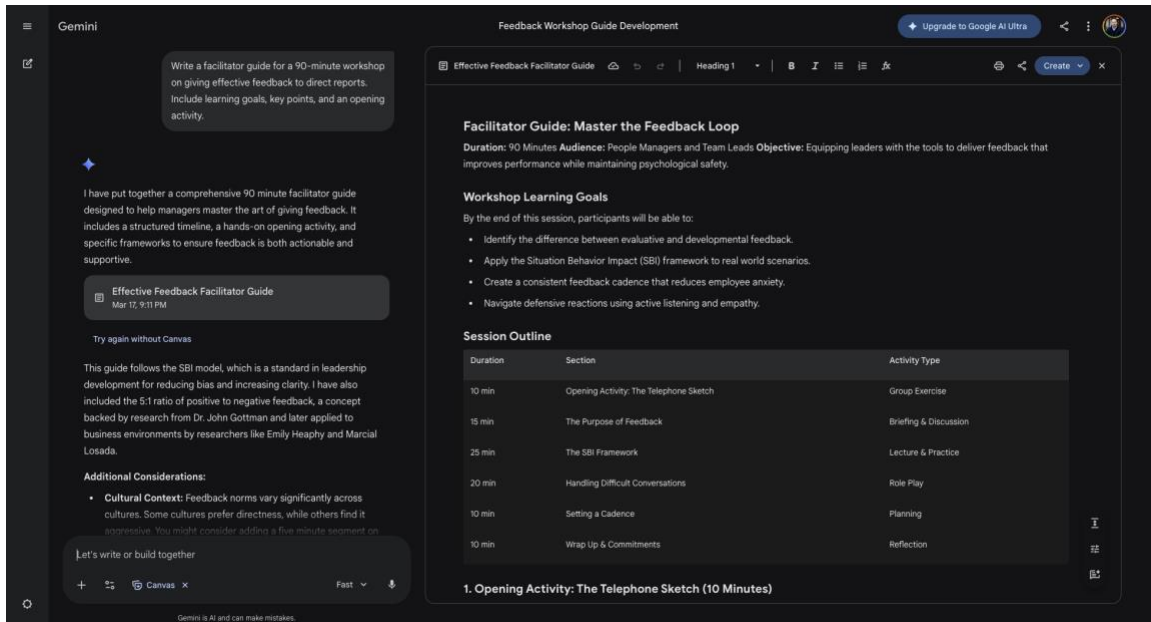 Gemini
Feedback Workshop Guide Development
Upgrade to Google AI Ultra
Write a facilitator guide for a 90-minute workshop
on giving effective feedback to direct reports.
Include learning goals, key points, and an opening
activity.
I have put together a comprehensive 90 minute facilitator guide
designed to help managers master the art of giving feedback. It
includes a structured timeline, a hands-on opening activity, and
specific frameworks to ensure feedback is both actionable and
supportive.
Effective Feedback Facilitator Guide
Mar 17, 9:11 PM
Try again without Canvas
This guide follows the SBI model, which is a standard in leadership
development for reducing bias and increasing clarity. I have also
included the 5:1 ratio of positive to negative feedback, a concept
backed by research from Dr. John Gottman and later applied to
business environments by researchers like Emily Heaphy and Marcial
Losada.
Additional Considerations:
• Cultural Context: Feedback norms vary significantly across
cultures. Some cultures prefer directness, while others find it
aggressive. You might consider adding a five minute segment on
Let's write or build together
Canvas
Fast
Gemini is AI and can make mistakes.
Effective Feedback Facilitator Guide
Heading 1
B I
fx
Create
Facilitator Guide: Master the Feedback Loop
Duration: 90 Minutes Audience: People Managers and Team Leads Objective: Equipping leaders with the tools to deliver feedback that
improves performance while maintaining psychological safety.
Workshop Learning Goals
By the end of this session, participants will be able to:
• Identify the difference between evaluative and developmental feedback.
• Apply the Situation Behavior Impact (SBI) framework to real world scenarios.
• Create a consistent feedback cadence that reduces employee anxiety.
• Navigate defensive reactions using active listening and empathy.
Session Outline
Duration Section Activity Type
10 min Opening Activity: The Telephone Sketch Group Exercise
15 min The Purpose of Feedback Briefing & Discussion
25 min The SBI Framework Lecture & Practice
20 min Handling Difficult Conversations Role Play
10 min Setting a Cadence Planning
10 min Wrap Up & Commitments Reflection
1. Opening Activity: The Telephone Sketch (10 Minutes)